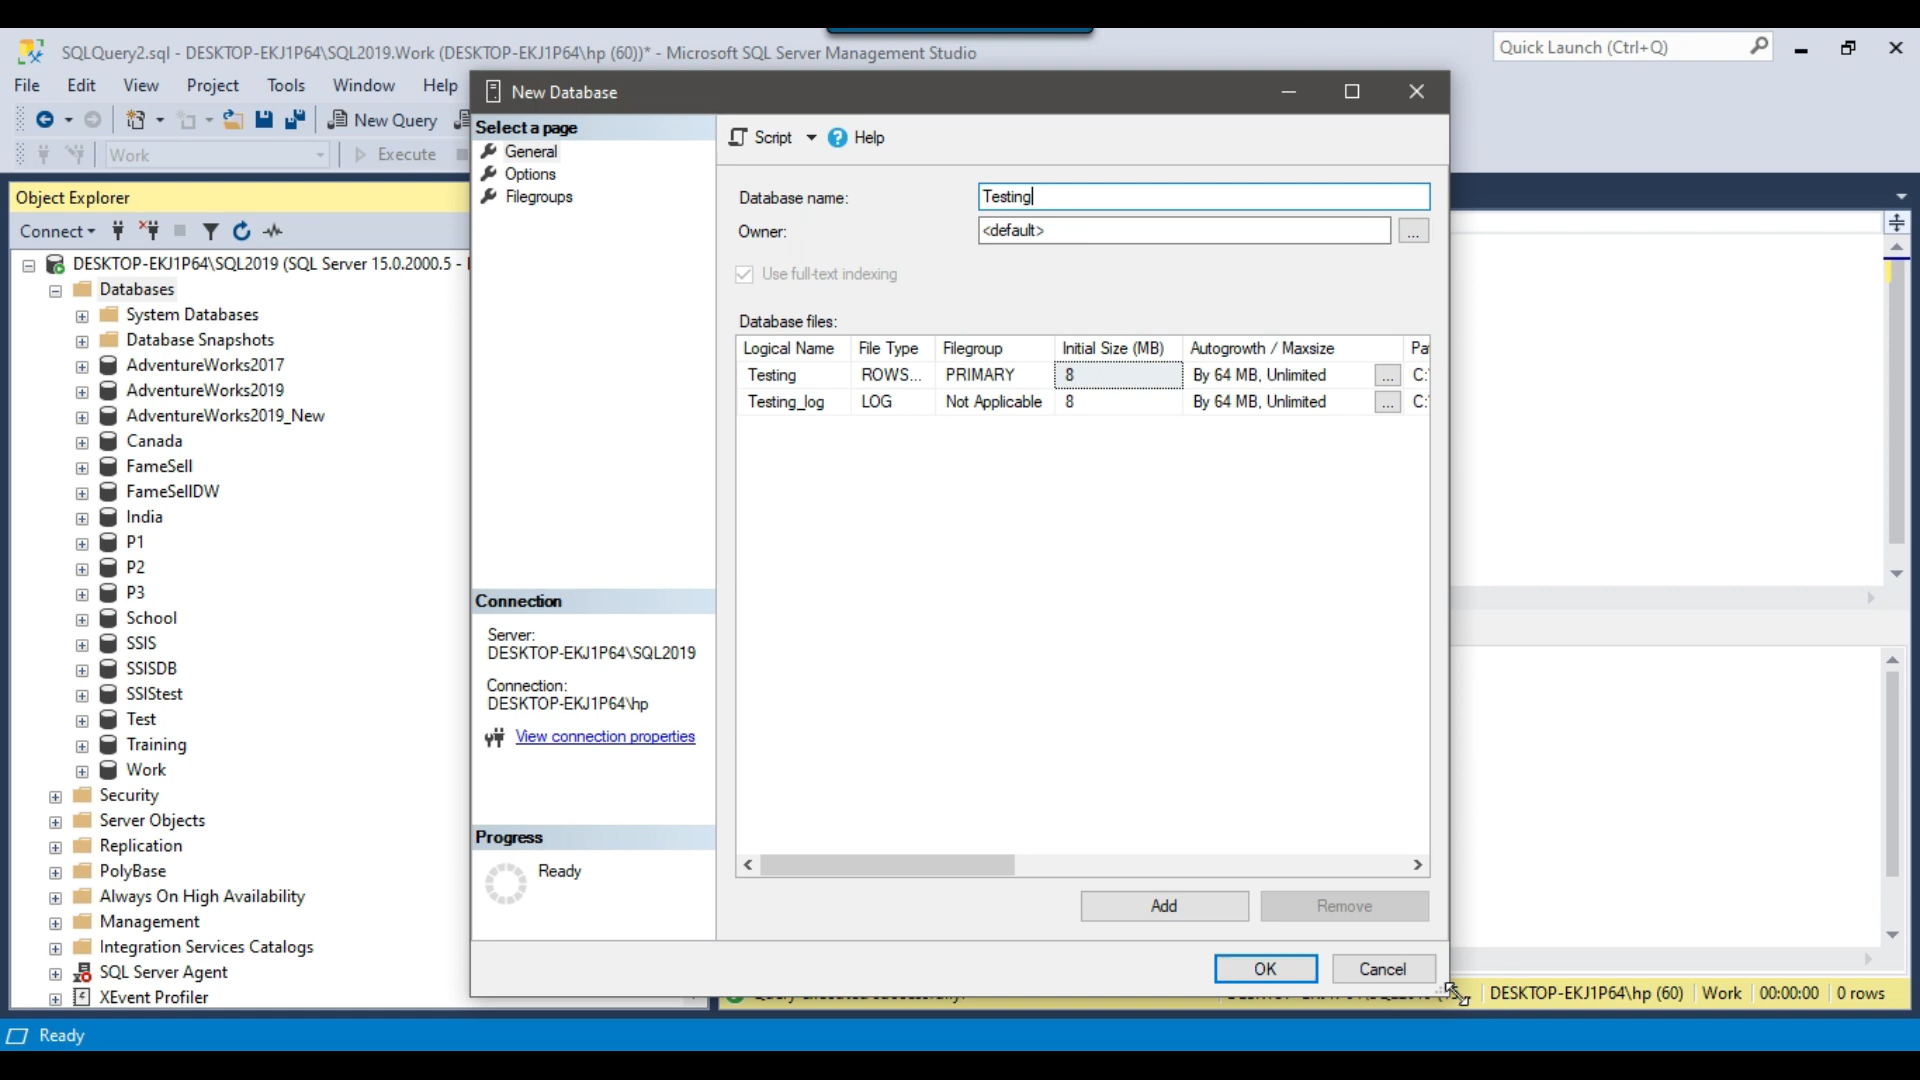 SQLQuery2.sql - DESKTOP-EKJ1P64\SQL2019.Work (DESKTOP-EKJ1P64\hp (60))* - Microsoft SQL Server Management Studio
Quick Launch (Ctrl+Q)
File Edit View Project Tools Window Help
New Query
Work
Execute
Object Explorer
Connect
DESKTOP-EKJ1P64\SQL2019 (SQL Server 15.0.2000.5 -
Databases
System Databases
Database Snapshots
AdventureWorks2017
AdventureWorks2019
AdventureWorks2019_New
Canada
FameSell
FameSellDW
India
P1
P2
P3
School
SSIS
SSISDB
SSIStest
Test
Training
Work
Security
Server Objects
Replication
PolyBase
Always On High Availability
Management
Integration Services Catalogs
SQL Server Agent
XEvent Profiler
New Database
Select a page
General
Options
Filegroups
Connection
Server:
DESKTOP-EKJ1P64\SQL2019
Connection:
DESKTOP-EKJ1P64\hp
View connection properties
Progress
Ready
Script Help
Database name: Testing
Owner: <default> ...
Use full-text indexing
Database files:
Logical Name File Type Filegroup Initial Size (MB) Autogrowth / Maxsize
Testing ROWS... PRIMARY 8 By 64 MB, Unlimited ... C:
Testing_log LOG Not Applicable 8 By 64 MB, Unlimited ... C:
Add Remove
OK Cancel
DESKTOP-EKJ1P64\hp (60) Work 00:00:00 0 rows
Ready